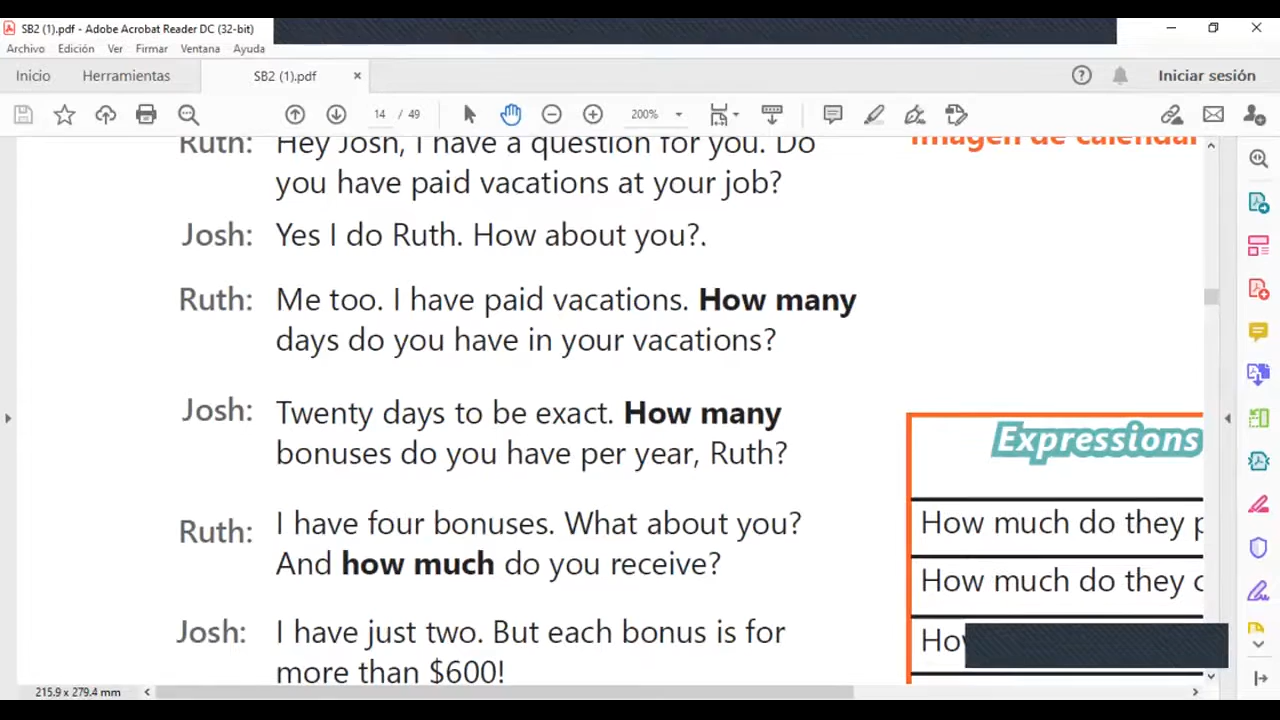 SB2 (1).pdf - Adobe Acrobat Reader DC (32-bit)
Archivo Edición Ver Firmar Ventana Ayuda
Inicio Herramientas SB2 (1).pdf × Iniciar sesión
14 / 49 200%
Ruth: Hey Josh, I have a question for you. Do
you have paid vacations at your job?
Josh: Yes I do Ruth. How about you?.
Ruth: Me too. I have paid vacations. How many
days do you have in your vacations?
Josh: Twenty days to be exact. How many
bonuses do you have per year, Ruth?
Ruth: I have four bonuses. What about you?
And how much do you receive?
Josh: I have just two. But each bonus is for
more than $600!
Imagen de calendar
Expressions
How much do they
How much do they
215.9 x 279.4 mm